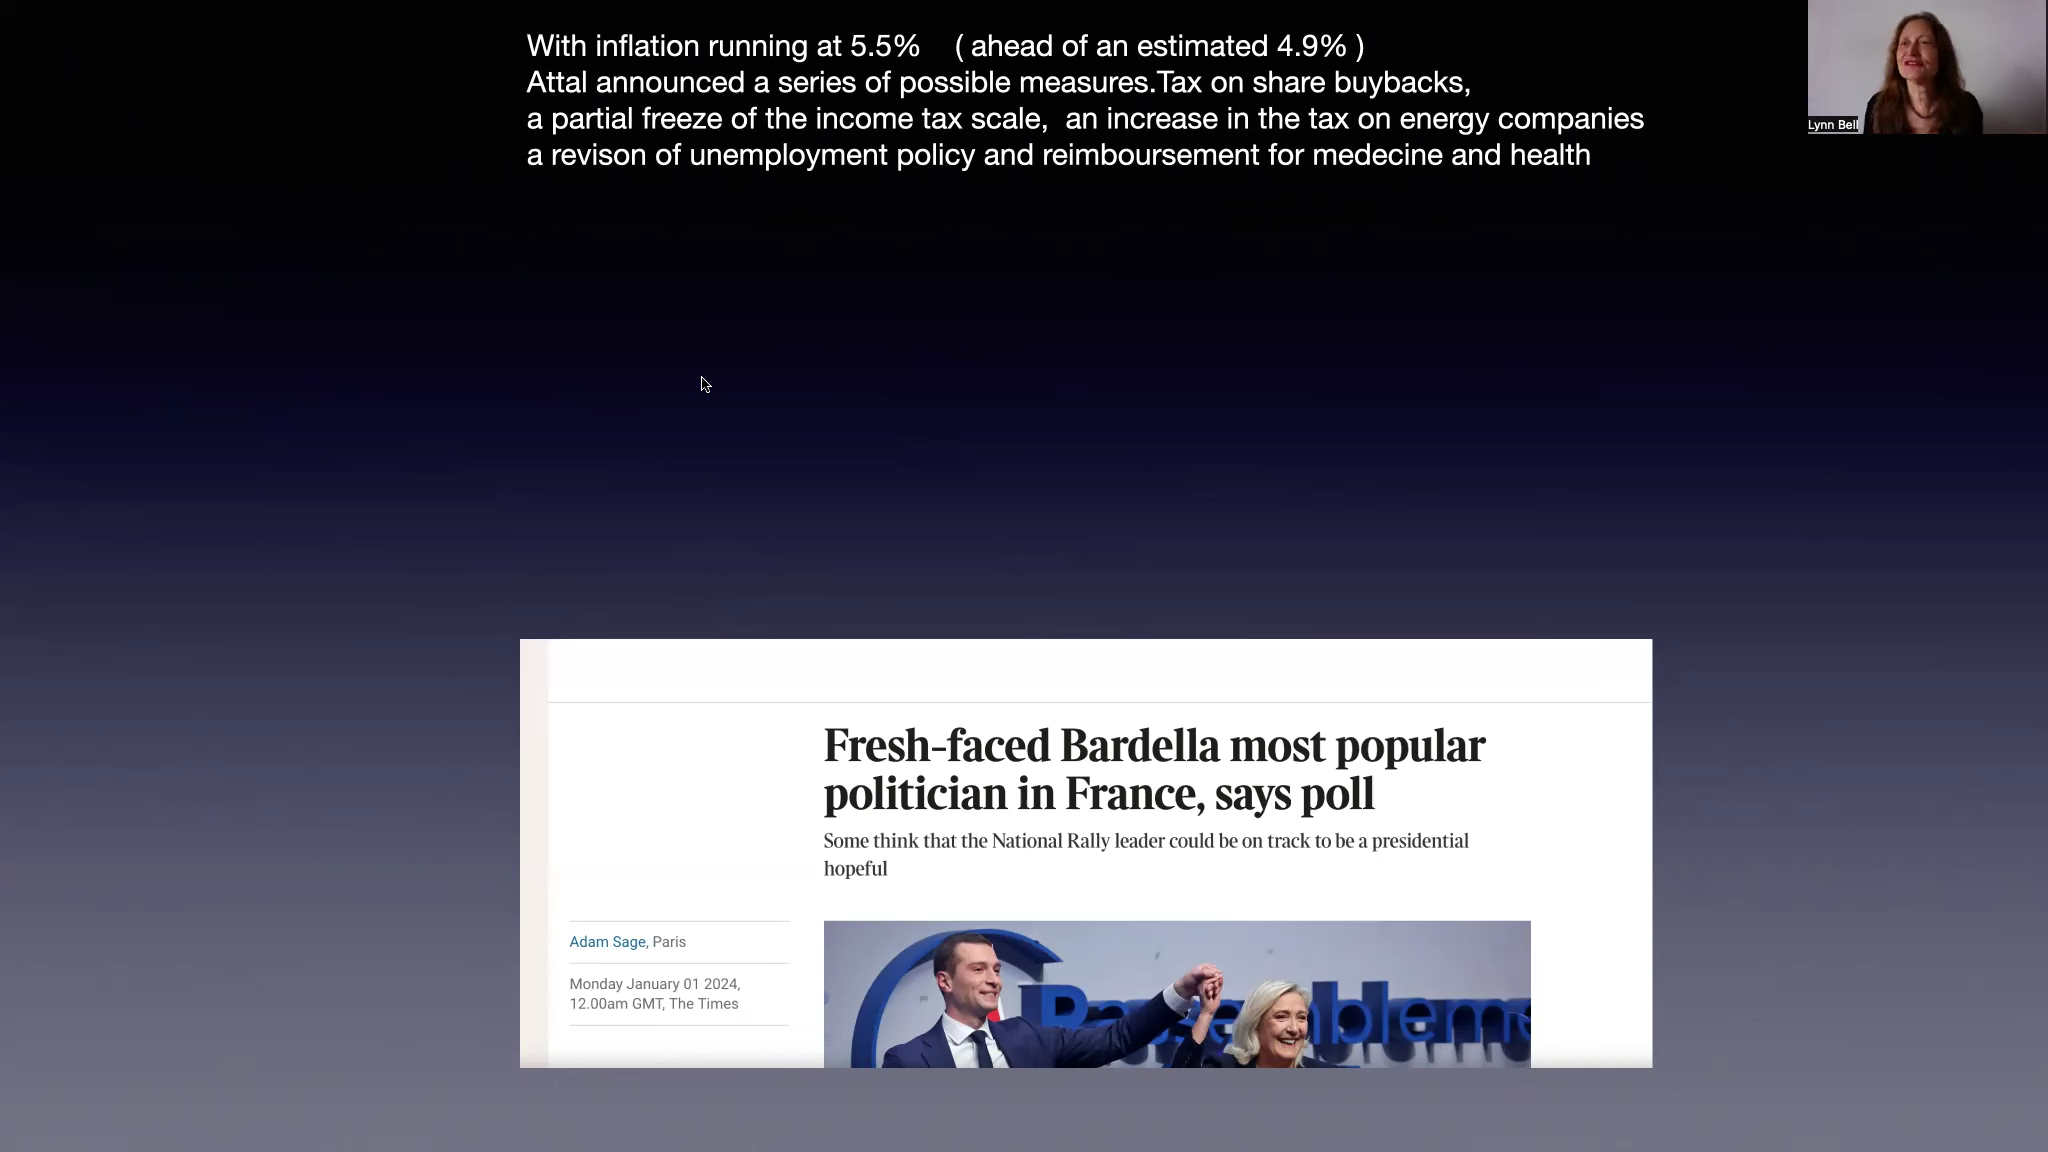 With inflation running at 5.5% ( ahead of an estimated 4.9% )
Attal announced a series of possible measures.Tax on share buybacks,
a partial freeze of the income tax scale, an increase in the tax on energy companies
a revison of unemployment policy and reimboursement for medecine and health
Lynn Bell
Fresh-faced Bardella most popular
politician in France, says poll
Some think that the National Rally leader could be on track to be a presidential
hopeful
Adam Sage, Paris
Monday January 01 2024,
12.00am GMT, The Times
Rassembleme